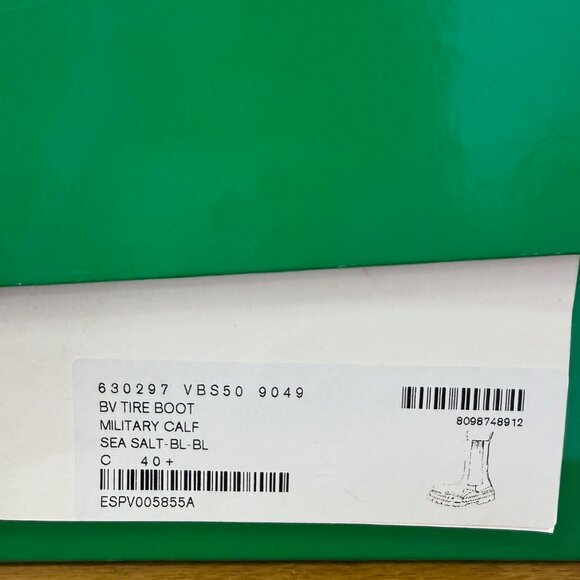 630297 VBS50 9049
BV TIRE BOOT
MILITARY CALF
SEA SALT-BL-BL
C 40+
ESPV005855A
8098748912